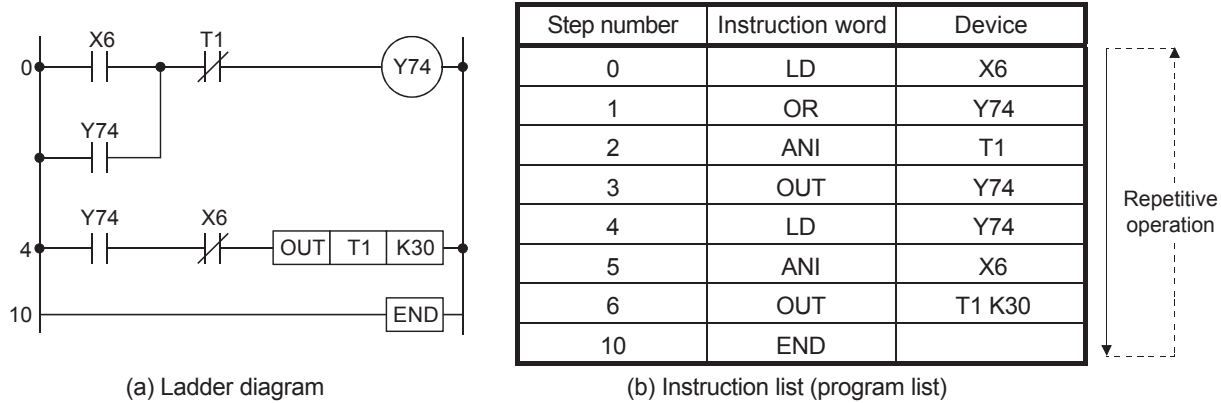 X6 T1
0 Y74
Y74
Y74 X6
4 OUT T1 K30
10 END
(a) Ladder diagram
Step number Instruction word Device
0 LD X6
1 OR Y74
2 ANI T1
3 OUT Y74
4 LD Y74
5 ANI X6
6 OUT T1 K30
10 END
Repetitive
operation
(b) Instruction list (program list)